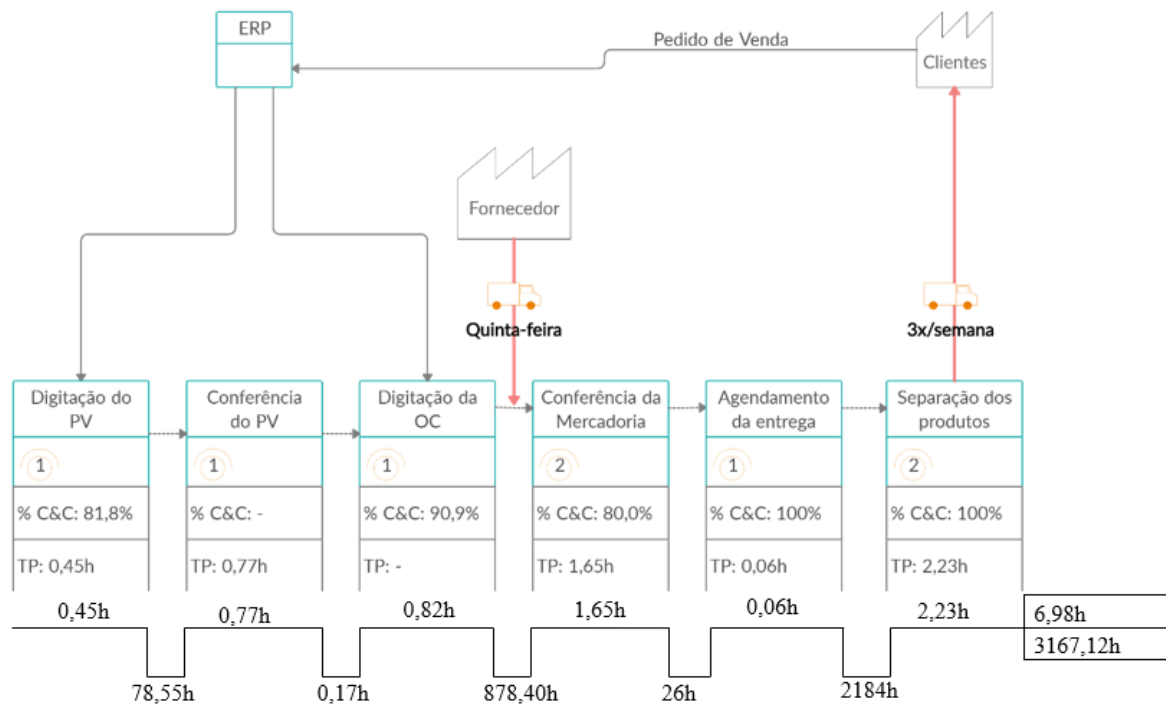 ERP
Pedido de Venda
Clientes
Fornecedor
Quinta-feira
3x/semana
Digitação do
PV
1
% C&C: 81,8%
TP: 0,45h
Conferência
do PV
1
% C&C: -
TP: 0,77h
Digitação da
OC
1
% C&C: 90,9%
TP: -
Conferência da
Mercadoria
2
% C&C: 80,0%
TP: 1,65h
Agendamento
da entrega
1
% C&C: 100%
TP: 0,06h
Separação dos
produtos
2
% C&C: 100%
TP: 2,23h
0,45h
0,77h
0,82h
1,65h
0,06h
2,23h
6,98h
3167,12h
78,55h
0,17h
878,40h
26h
2184h